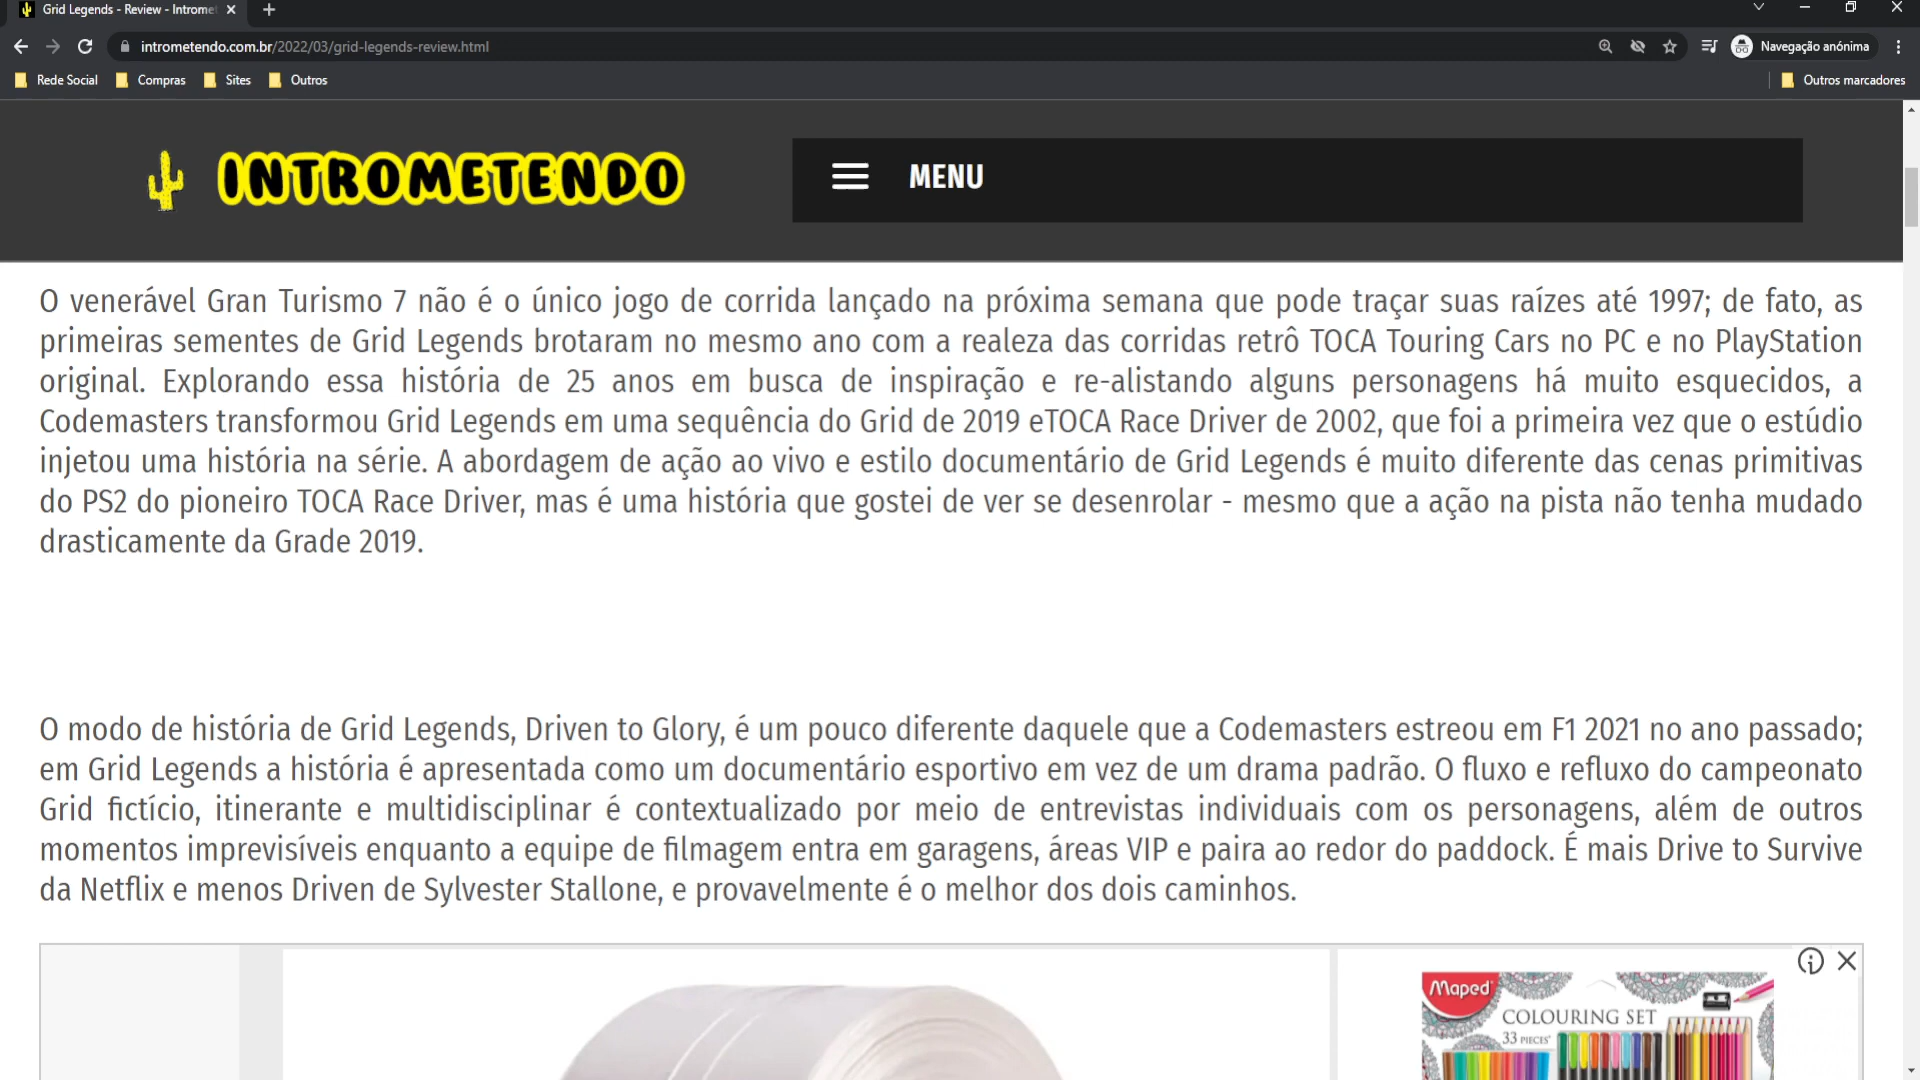 Grid Legends - Review - Intromet
intrometendo.com.br/2022/03/grid-legends-review.html
Navegação anónima
Rede Social
Compras
Sites
Outros
Outros marcadores
INTROMETENDO
MENU
O venerável Gran Turismo 7 não é o único jogo de corrida lançado na próxima semana que pode traçar suas raízes até 1997; de fato, as
primeiras sementes de Grid Legends brotaram no mesmo ano com a realeza das corridas retrô TOCA Touring Cars no PC e no PlayStation
original. Explorando essa história de 25 anos em busca de inspiração e re-alistando alguns personagens há muito esquecidos, a
Codemasters transformou Grid Legends em uma sequência do Grid de 2019 eTOCA Race Driver de 2002, que foi a primeira vez que o estúdio
injetou uma história na série. A abordagem de ação ao vivo e estilo documentário de Grid Legends é muito diferente das cenas primitivas
do PS2 do pioneiro TOCA Race Driver, mas é uma história que gostei de ver se desenrolar - mesmo que a ação na pista não tenha mudado
drasticamente da Grade 2019.
O modo de história de Grid Legends, Driven to Glory, é um pouco diferente daquele que a Codemasters estreou em F1 2021 no ano passado;
em Grid Legends a história é apresentada como um documentário esportivo em vez de um drama padrão. O fluxo e refluxo do campeonato
Grid fictício, itinerante e multidisciplinar é contextualizado por meio de entrevistas individuais com os personagens, além de outros
momentos imprevisíveis enquanto a equipe de filmagem entra em garagens, áreas VIP e paira ao redor do paddock. É mais Drive to Survive
da Netflix e menos Driven de Sylvester Stallone, e provavelmente é o melhor dos dois caminhos.
Maped
COLOURING SET
33 PIECES